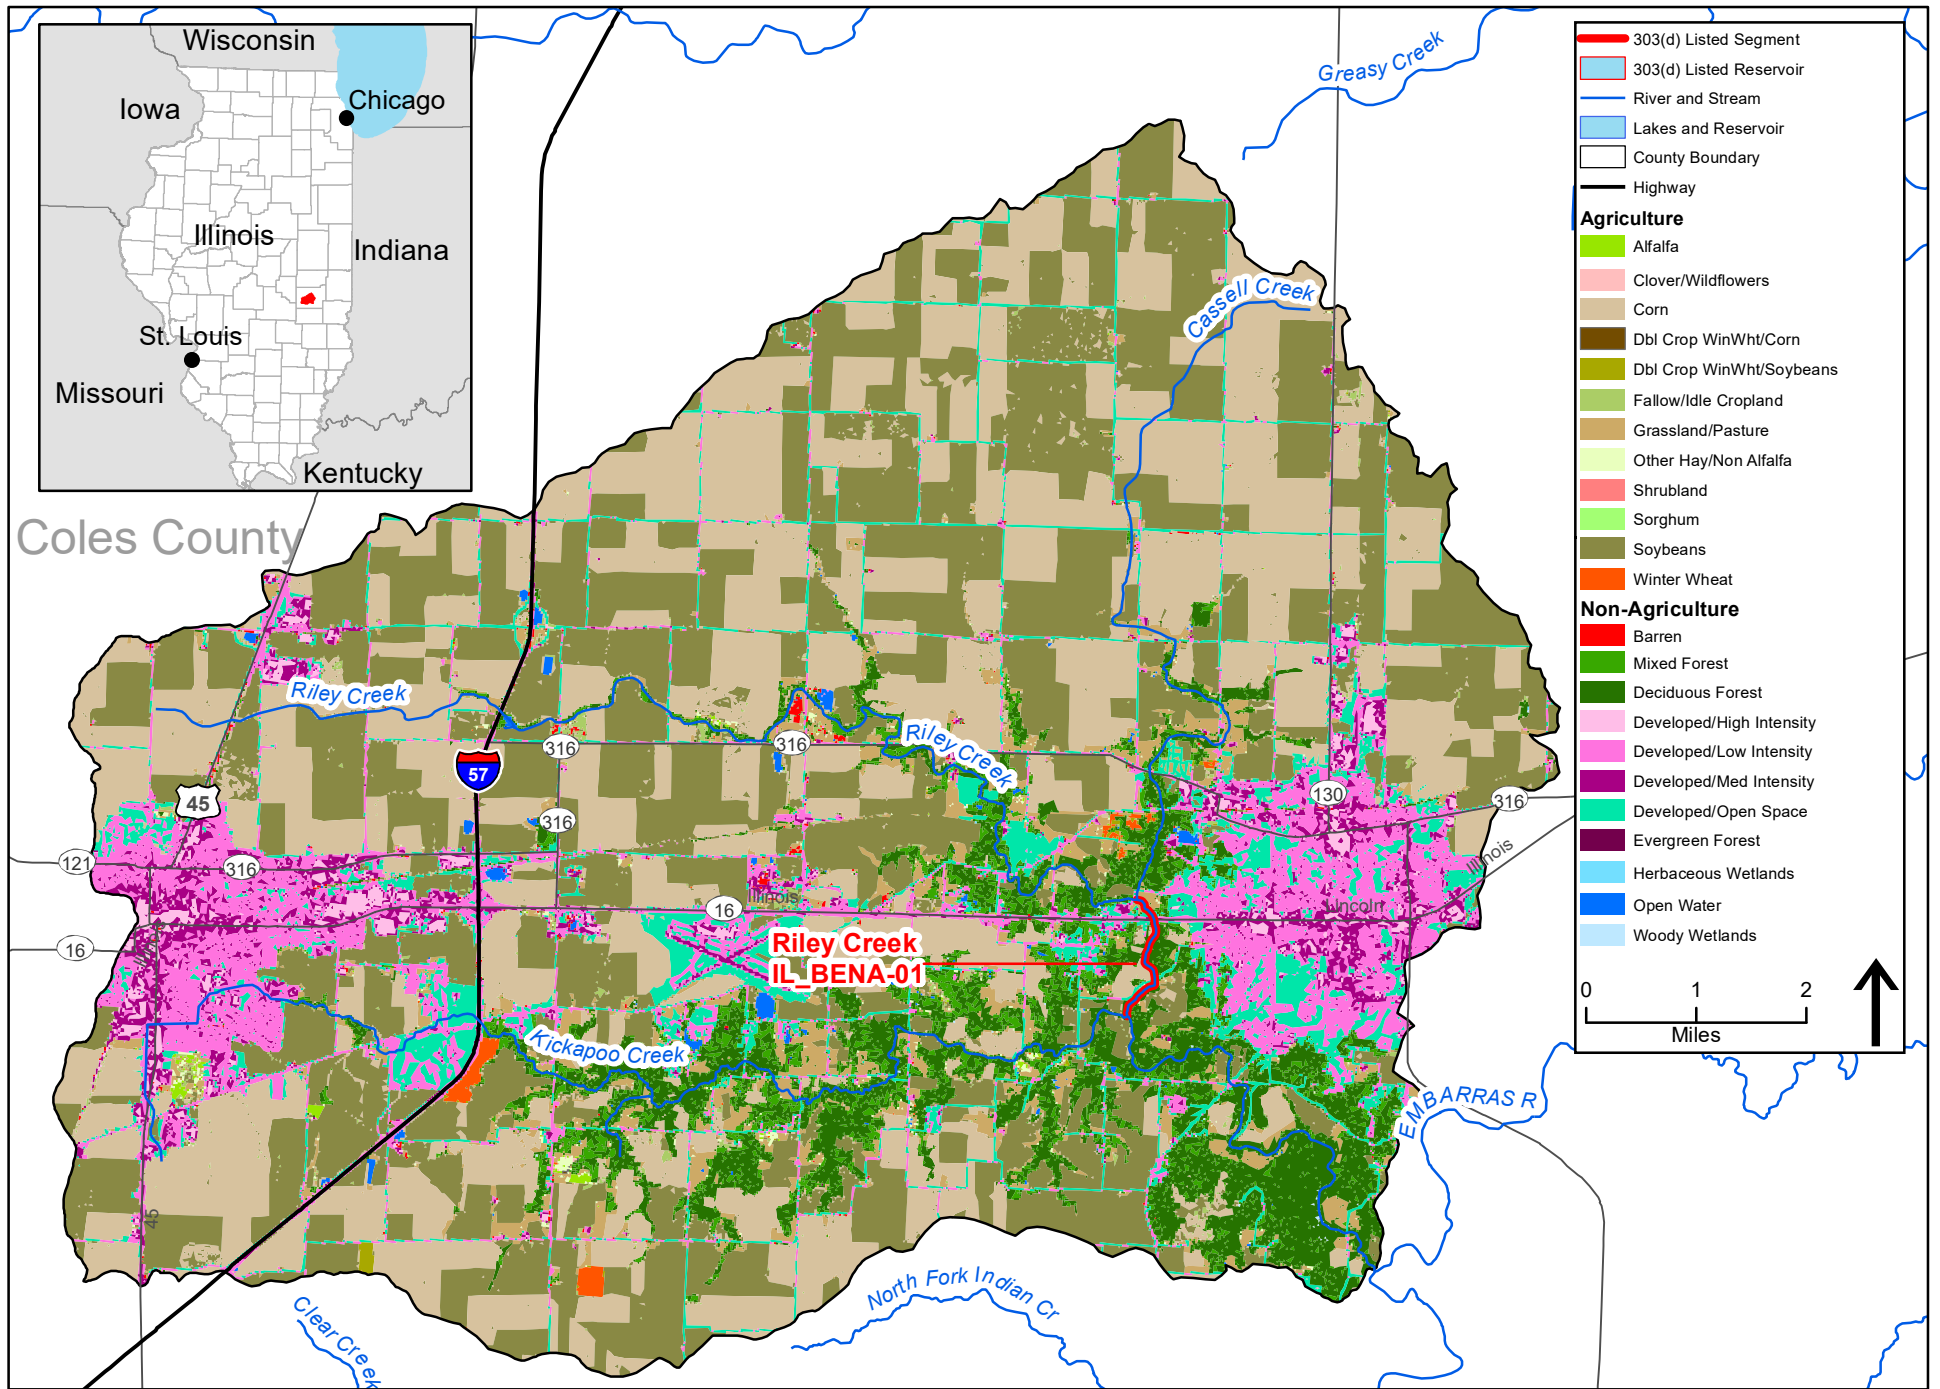 Wisconsin
Iowa
Chicago
Illinois
Indiana
St. Louis
Missouri
Kentucky
Coles County
Greasy Creek
Cassell Creek
Riley Creek
Riley Creek
57
45
316
316
316
316
316
130
121
16
16
Illinois
Illinois
Lincoln
45
Riley Creek
IL_BENA-01
Kickapoo Creek
EMBARRAS R
North Fork Indian Cr
Clear Creek
303(d) Listed Segment
303(d) Listed Reservoir
River and Stream
Lakes and Reservoir
County Boundary
Highway
Agriculture
Alfalfa
Clover/Wildflowers
Corn
Dbl Crop WinWht/Corn
Dbl Crop WinWht/Soybeans
Fallow/Idle Cropland
Grassland/Pasture
Other Hay/Non Alfalfa
Shrubland
Sorghum
Soybeans
Winter Wheat
Non-Agriculture
Barren
Mixed Forest
Deciduous Forest
Developed/High Intensity
Developed/Low Intensity
Developed/Med Intensity
Developed/Open Space
Evergreen Forest
Herbaceous Wetlands
Open Water
Woody Wetlands
0 1 2
Miles